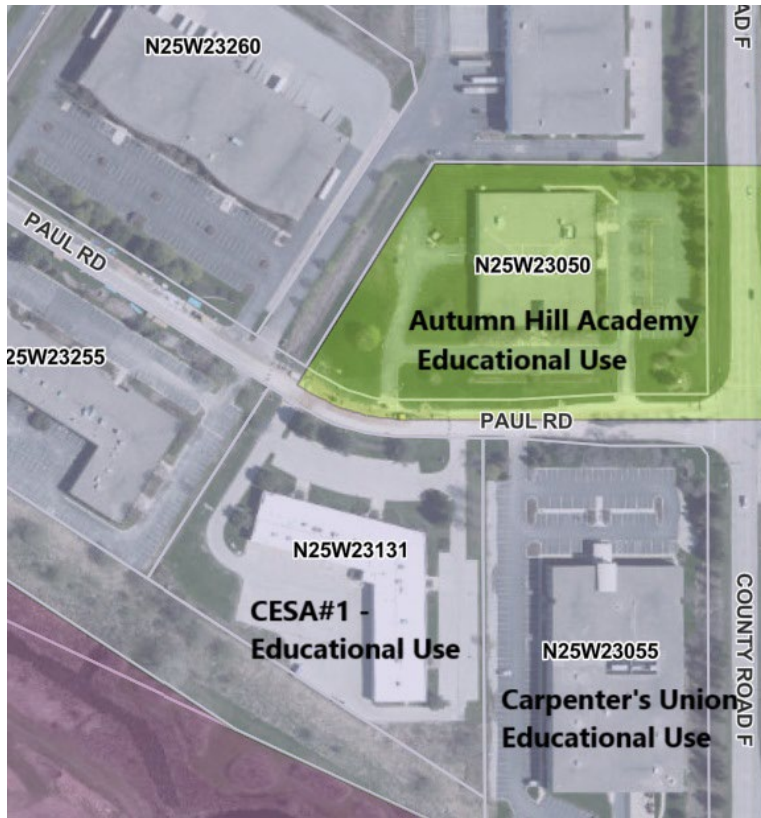 N25W23260
AD F
PAUL RD
N25W23050
Autumn Hill Academy
Educational Use
25W23255
PAUL RD
N25W23131
CESA#1 -
Educational Use
N25W23055
COUNTY ROAD F
Carpenter's Union
Educational Use